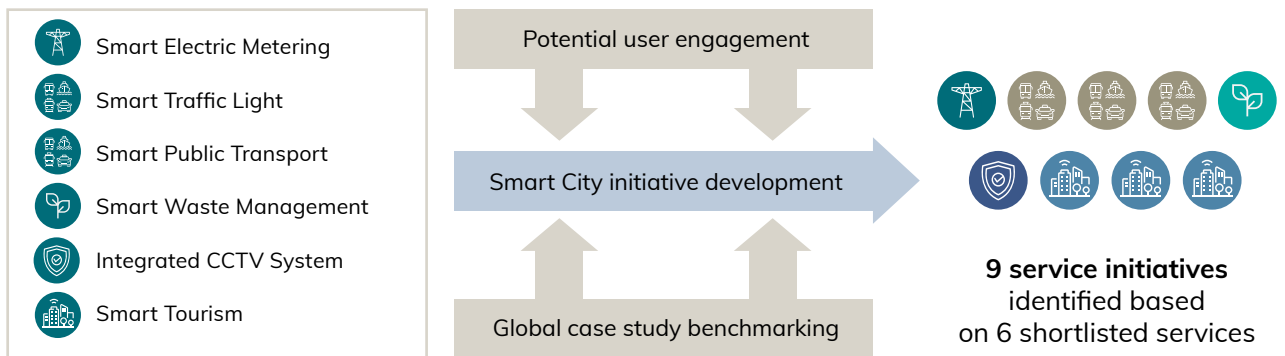 Smart Electric Metering
Smart Traffic Light
Smart Public Transport
Smart Waste Management
Integrated CCTV System
Smart Tourism
Potential user engagement
Smart City initiative development
Global case study benchmarking
9 service initiatives
identified based
on 6 shortlisted services